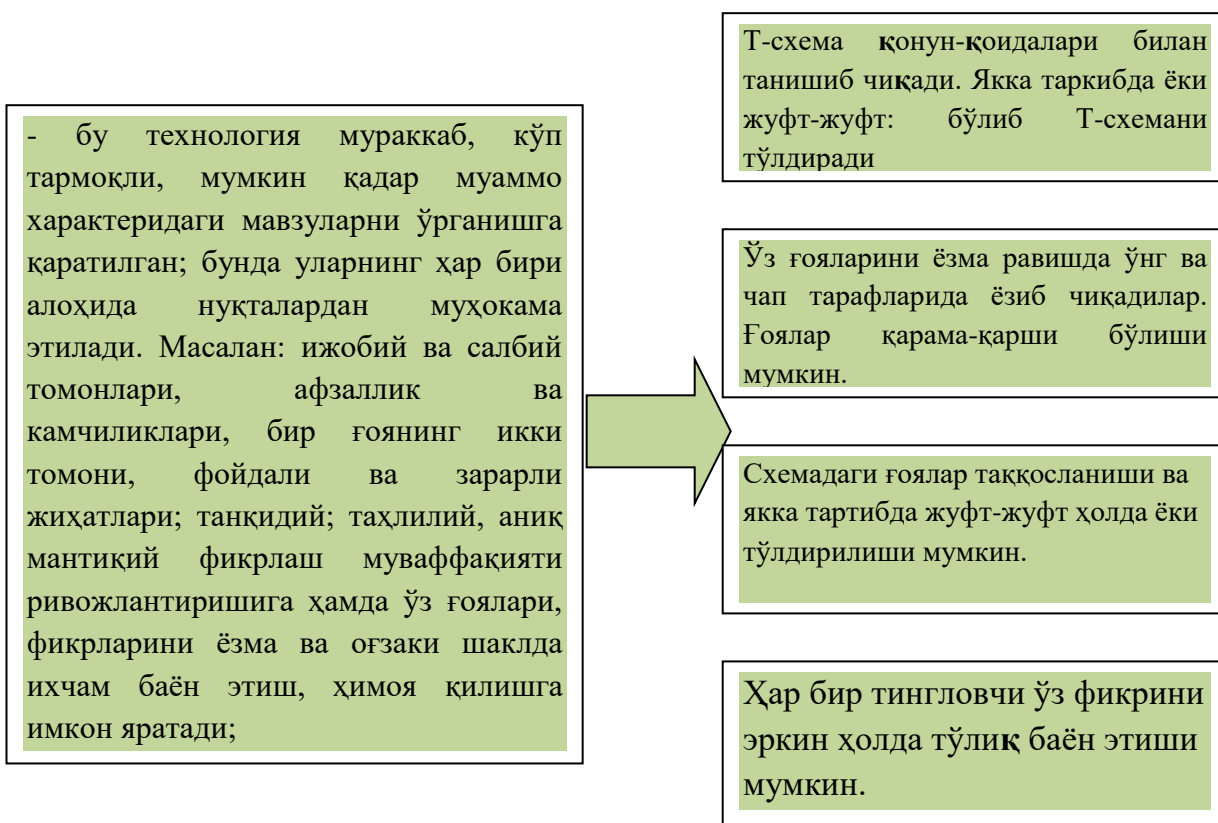 - бу технология мураккаб, кўп
тармоқли, мумкин қадар муаммо
характеридаги мавзуларни ўрганишга
қаратилган; бунда уларнинг ҳар бири
алоҳида нуқталардан муҳокама
этилади. Масалан: ижобий ва салбий
томонлари, афзаллик ва
камчиликлари, бир ғоянинг икки
томони, фойдали ва зарарли
жиҳатлари; танқидий; таҳлилий, аниқ
мантиқий фикрлаш муваффақияти
ривожлантиришига ҳамда ўз ғоялари,
фикрларини ёзма ва оғзаки шаклда
ихчам баён этиш, ҳимоя қилишга
имкон яратади;
Т-схема қонун-қоидалари билан
танишиб чиқади. Якка таркибда ёки
жуфт-жуфт: бўлиб Т-схемани
тўлдиради
Ўз ғояларини ёзма равишда ўнг ва
чап тарафларида ёзиб чиқадилар.
Ғоялар қарама-қарши бўлиши
мумкин.
Схемадаги ғоялар таққосланиши ва
якка тартибда жуфт-жуфт ҳолда ёки
тўлдирилиши мумкин.
Ҳар бир тингловчи ўз фикрини
эркин ҳолда тўлиқ баён этиши
мумкин.